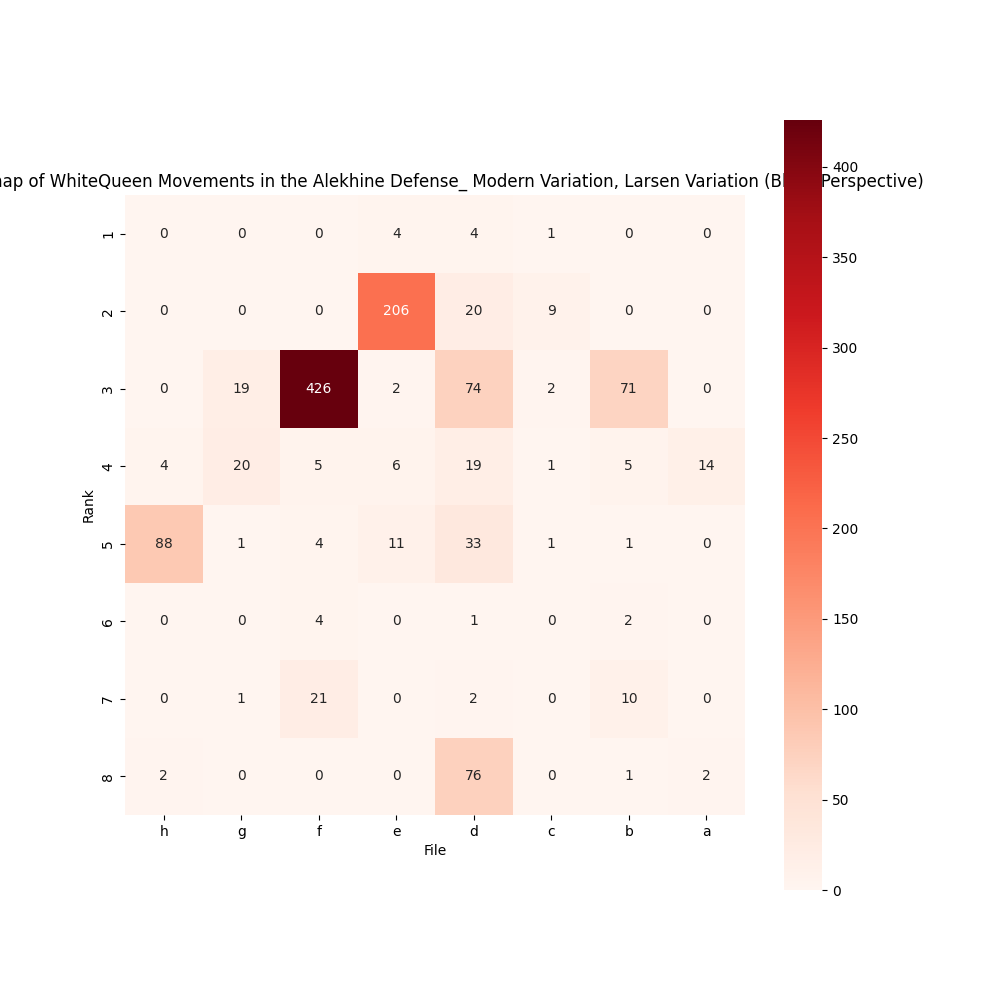 of WhiteQueen Movements in the Alekhine Defense_ Modern Variation, Larsen Variation Perspective)
400
350
300
250
200
150
100
50
0
Rank
1 0 0 0 4 4 1 0 0
2 0 0 0 206 20 9 0 0
3 0 19 426 2 74 2 71 0
4 4 20 5 6 19 1 5 14
5 88 1 4 11 33 1 1 0
6 0 0 4 0 1 0 2 0
7 0 1 21 0 2 0 10 0
8 2 0 0 0 76 0 1 2
h g f e d c b a
File